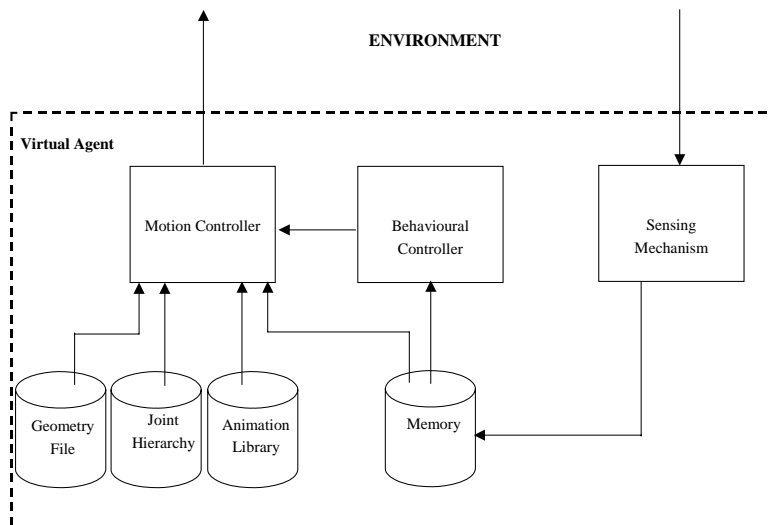 ENVIRONMENT
Virtual Agent
Motion Controller
Behavioural
Controller
Sensing
Mechanism
Geometry
File
Joint
Hierarchy
Animation
Library
Memory